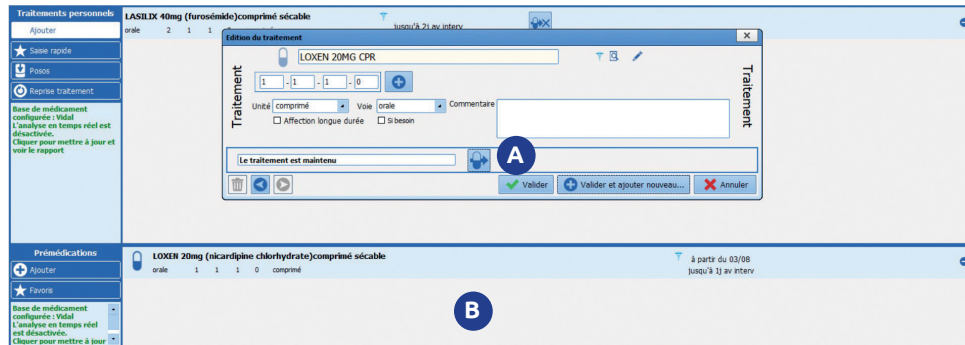 Traitements personnels
Ajouter
Saisie rapide
Posos
Reprise traitement
Base de médicament
configurée : Vidal
L'analyse en temps réel est
désactivée.
Cliquer pour mettre à jour et
voir le rapport
LASILIX 40mg (furosémide)comprimé sécable
orale 2 1 1
jusqu'à 2j av interv
Edition du traitement
X
Traitement
LOXEN 20MG CPR
1 - 1 - 1 - 0
Unité comprimé Voie orale Commentaire
Affection longue durée Si besoin
Traitement
Le traitement est maintenu
A
Valider Valider et ajouter nouveau... Annuler
Prémédications
Ajouter
Favoris
Base de médicament
configurée : Vidal
L'analyse en temps réel
est désactivée.
Cliquer pour mettre à jour
LOXEN 20mg (nicardipine chlorhydrate)comprimé sécable
orale 1 1 1 0 comprimé
à partir du 03/08
jusqu'à 1j av interv
B